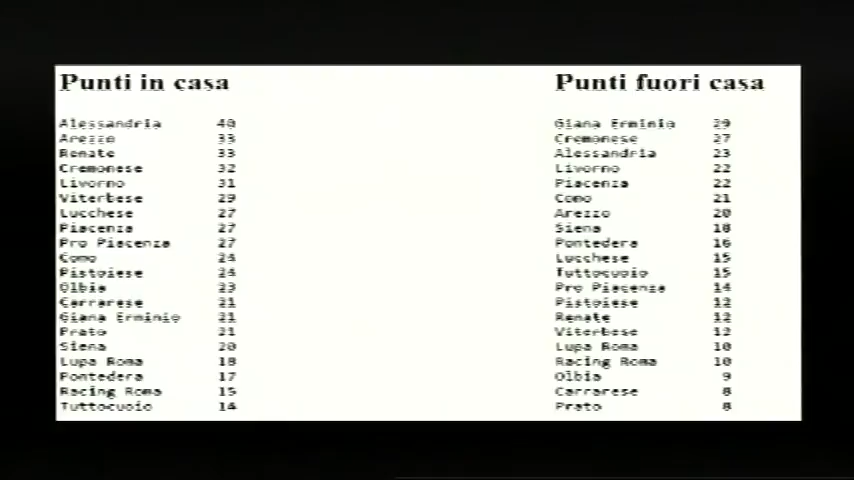 Punti in casa
Alessandria 40
Arezzo 33
Renate 33
Cremonese 32
Livorno 31
Viterbese 29
Lucchese 27
Piacenza 27
Pro Piacenza 27
Como 24
Pistoiese 24
Olbia 23
Carrarese 21
Giana Erminio 21
Prato 21
Siena 20
Lupa Roma 18
Pontedera 17
Racing Roma 15
Tuttocuoio 14
Punti fuori casa
Giana Erminio 29
Cremonese 27
Alessandria 23
Livorno 22
Piacenza 22
Como 21
Arezzo 20
Siena 18
Pontedera 16
Lucchese 15
Tuttocuoio 15
Pro Piacenza 14
Pistoiese 12
Renate 12
Viterbese 12
Lupa Roma 10
Racing Roma 10
Olbia 9
Carrarese 8
Prato 8